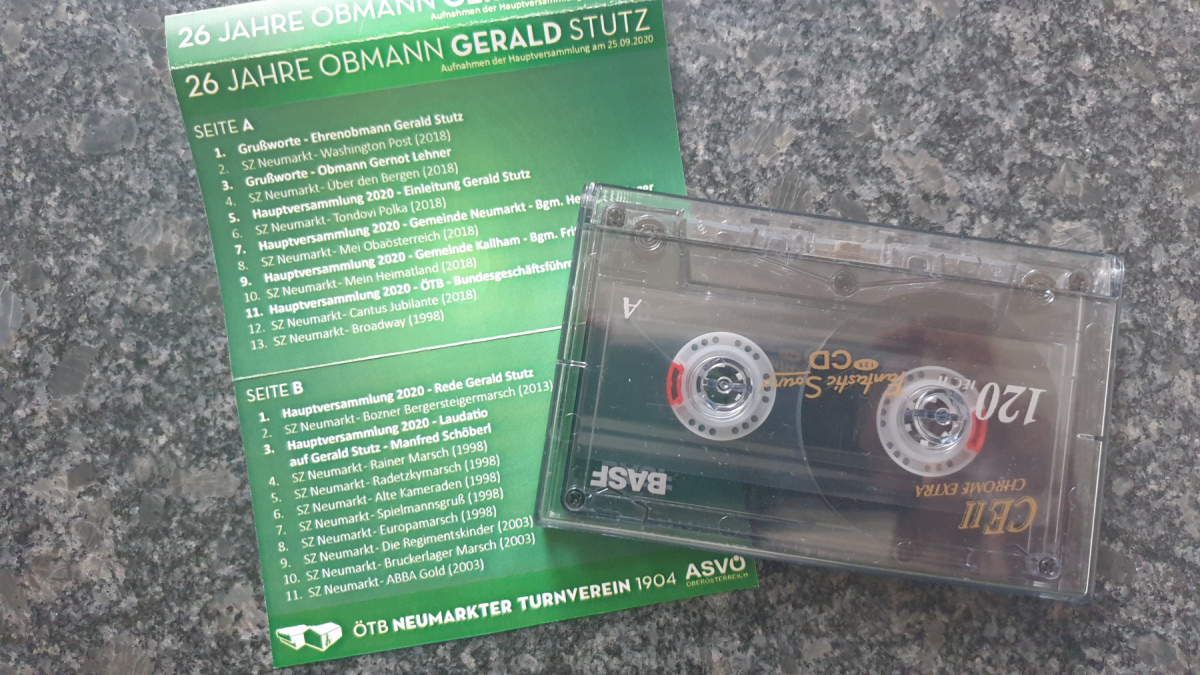 26 JAHRE OBMANN
Aufnahmen der Hauptversammlung
26 JAHRE OBMANN GERALD STUTZ
Aufnahmen der Hauptversammlung am 25.09.2020
SEITE A
1. Grußworte - Ehrenobmann Gerald Stutz
2. SZ Neumarkt- Washington Post (2018)
3. Grußworte - Obmann Gernot Lehner
4. SZ Neumarkt- Über den Bergen (2018)
5. Hauptversammlung 2020 - Einleitung Gerald Stutz
6. SZ Neumarkt- Tondovi Polka (2018)
7. Hauptversammlung 2020 - Gemeinde Neumarkt - Bgm.
8. SZ Neumarkt- Mei Obaösterreich (2018)
9. Hauptversammlung 2020 - Gemeinde Kallham - Bgm.
10. SZ Neumarkt- Mein Heimatland (2018)
11. Hauptversammlung 2020 - ÖTB -
12. SZ Neumarkt- Cantus Jubilante (2018)
13. SZ Neumarkt- Broadway (1998)
SEITE B
1. Hauptversammlung 2020 - Rede Gerald Stutz
2. SZ Neumarkt- Bozner Bergersteigermarsch (2013)
3. Hauptversammlung 2020 - Laudatio
auf Gerald Stutz - Manfred Schöberl
4. SZ Neumarkt- Rainer Marsch (1998)
5. SZ Neumarkt- Radetzkymarsch (1998)
6. SZ Neumarkt- Alte Kameraden (1998)
7. SZ Neumarkt- Spielmannsgruß (1998)
8. SZ Neumarkt- Europamarsch (1998)
9. SZ Neumarkt- Die Regimentskinder (2003)
10. SZ Neumarkt- Bruckerlager Marsch (2003)
11. SZ Neumarkt- ABBA Gold (2003)
ÖTB NEUMARKTER TURNVEREIN 1904
ASVÖ
OBERÖSTERREICH
CE II
CHROME EXTRA
BASF
120
IEC II
Fantastic Sound
CD
A